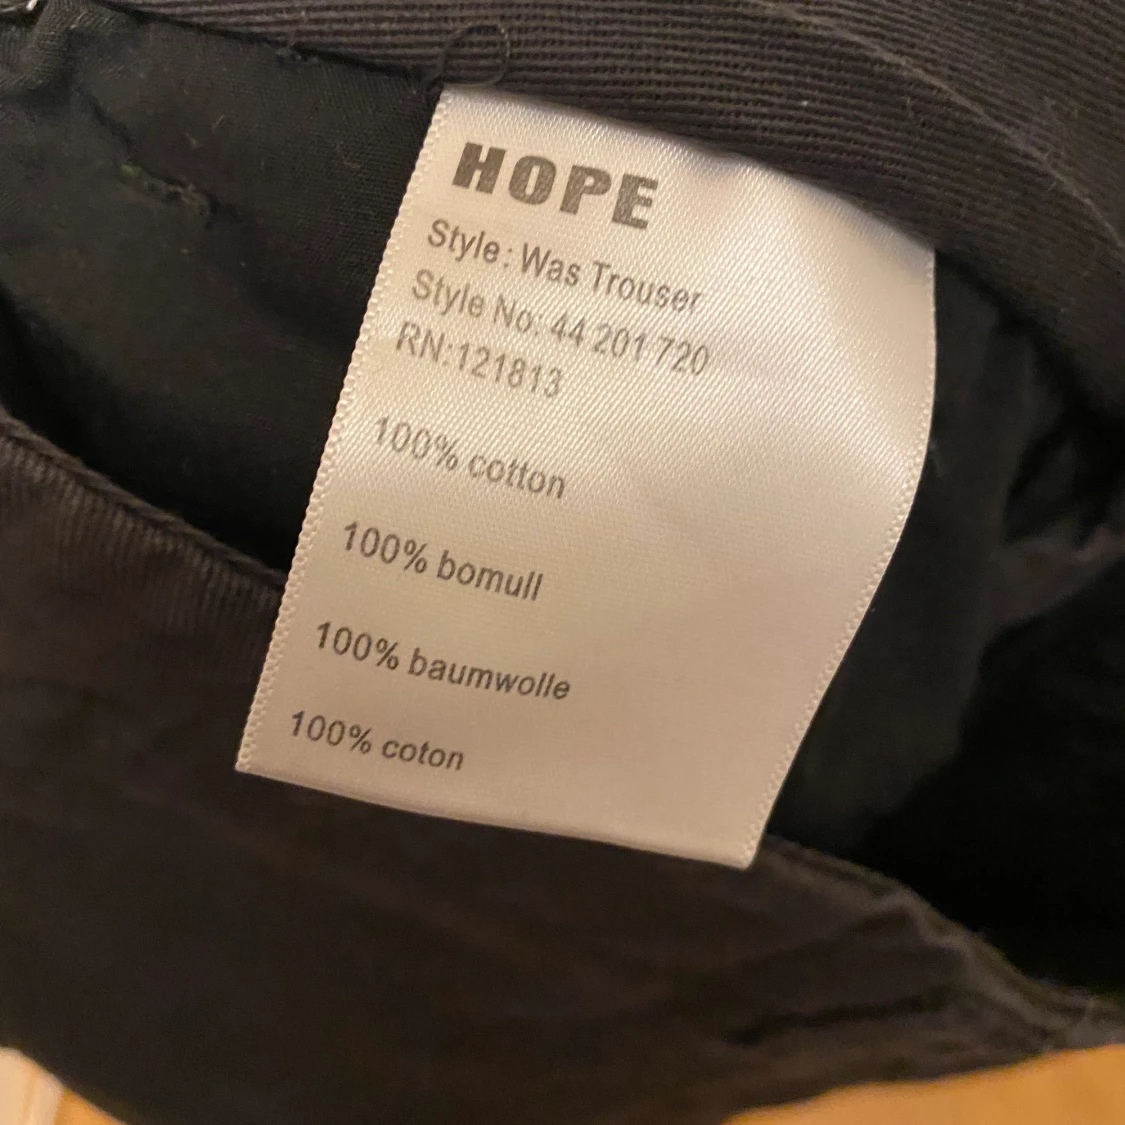 HOPE
Style: Was Trouser
Style No: 44 201 720
RN:121813
100% cotton
100% bomull
100% baumwolle
100% coton